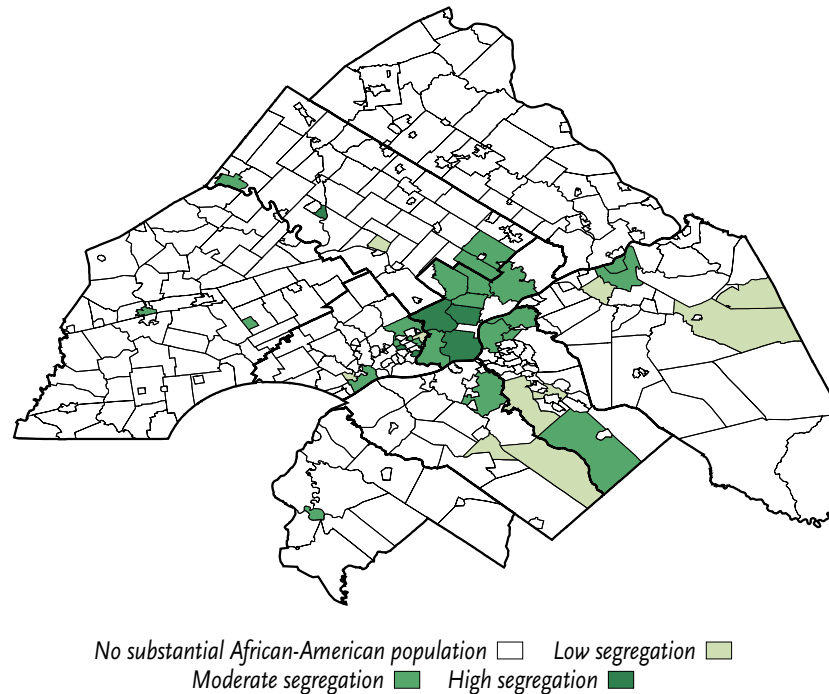 No substantial African-American population Low segregation
Moderate segregation High segregation